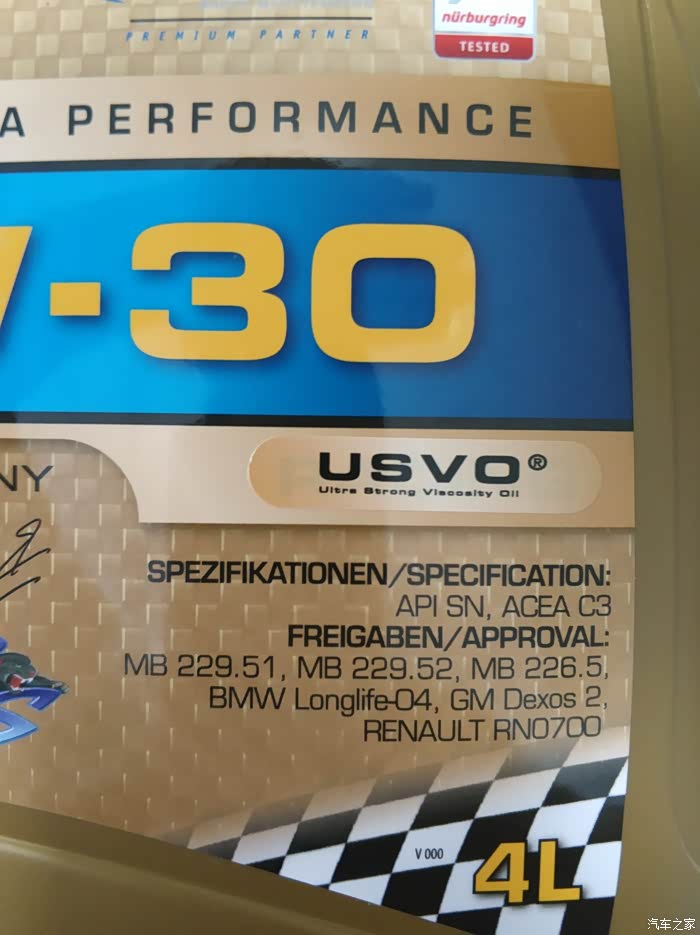 nürburgring
PREMIUM PARTNER
TESTED
A PERFORMANCE
-30
NY
USVO®
Ultra Strong Viscosity Oil
SPEZIFIKATIONEN/SPECIFICATION:
API SN, ACEA C3
FREIGABEN/APPROVAL:
MB 229.51, MB 229.52, MB 226.5,
BMW Longlife-04, GM Dexos 2,
RENAULT RN0700
V 000
4L
汽车之家